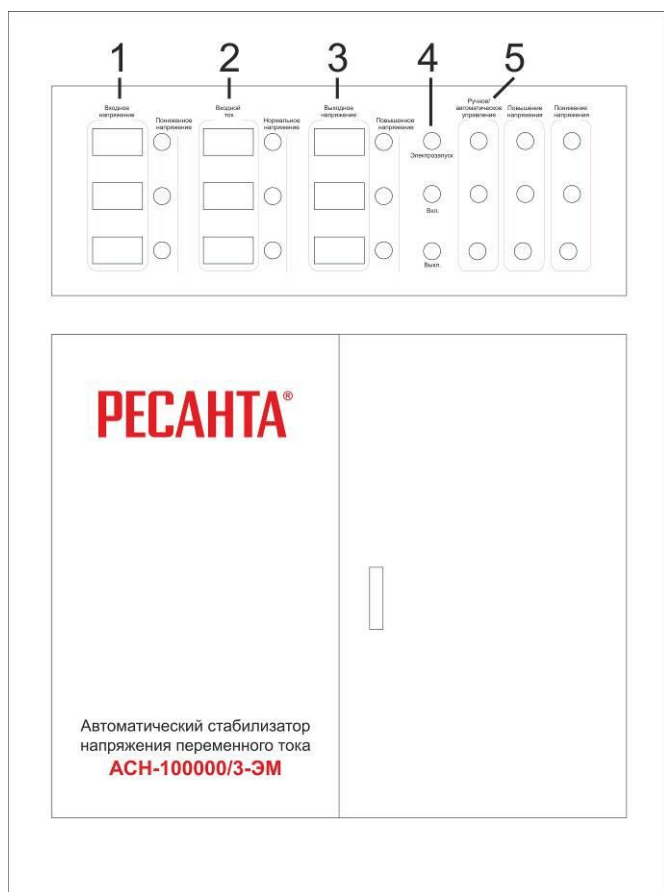 1 2 3 4 5
Входное
напряжение
Пониженное
напряжение
Входной
ток
Нормальное
напряжение
Выходное
напряжение
Повышенное
напряжение
Электрозапуск
Вкл.
Выкл.
Ручное/
автоматическое
управление
Повышение
напряжения
Понижение
напряжения
РЕСАНТА®
Автоматический стабилизатор
напряжения переменного тока
АСН-100000/3-ЭМ